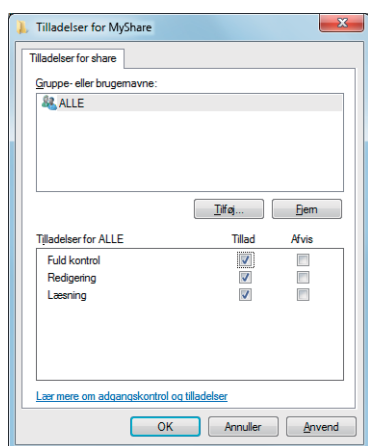 Tilladelser for MyShare
Tilladelser for share
Gruppe- eller brugernavne:
ALLE
Tilføj...
Fjern
Tilladelser for ALLE Tillad Afvis
Fuld kontrol
Redigering
Læsning
Lær mere om adgangskontrol og tilladelser
OK Annuller Anvend